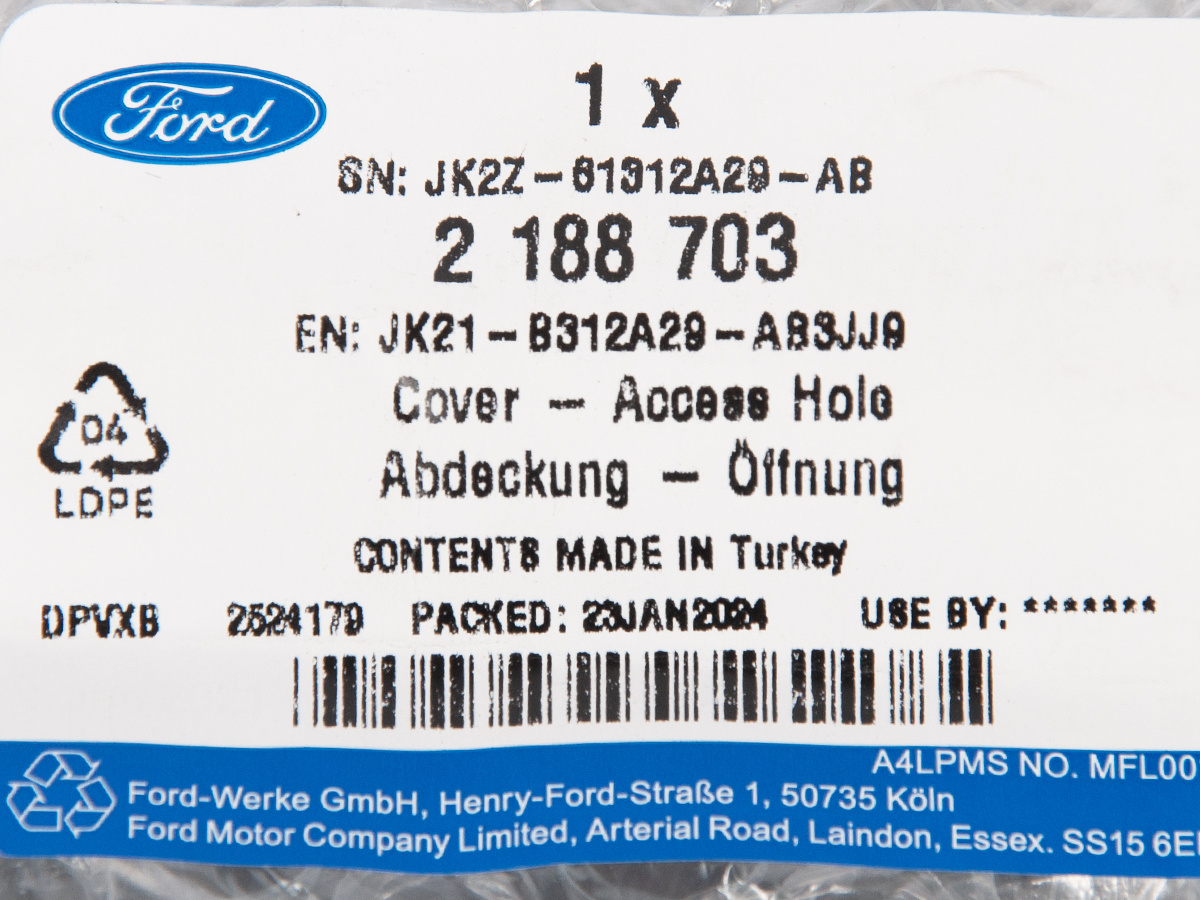 Ford
1 x
SN: JK2Z-61312A29-AB
2 188 703
EN: JK21-B312A29-AB3JJ9
Cover - Access Hole
Abdeckung - Öffnung
04
LDPE
CONTENTS MADE IN Turkey
DPVXB 2524179 PACKED: 23JAN2024 USE BY: *******
A4LPMS NO. MFL00
Ford-Werke GmbH, Henry-Ford-Straße 1, 50735 Köln
Ford Motor Company Limited, Arterial Road, Laindon, Essex. SS15 6E